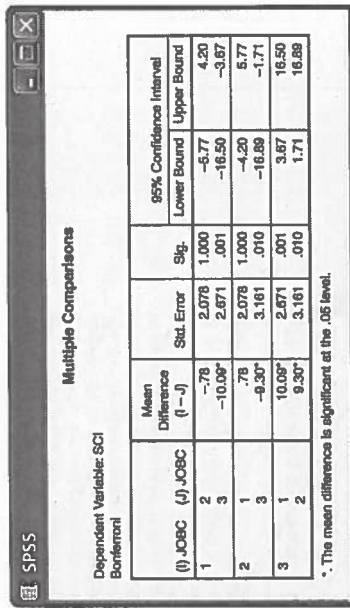 SPSS
Multiple Comparisons
Dependent Variable: SCI
Bonferroni
Mean Difference (I – J)
95% Confidence Interval
(I) JOBC (J) JOBC Std. Error Sig. Lower Bound Upper Bound
1 2 –.78 2.078 1.000 –5.77 4.20
3 –10.09* 2.671 .001 –16.50 –3.67
2 1 .78 2.078 1.000 –4.20 5.77
3 –9.30* 3.161 .010 –16.89 –1.71
3 1 10.09* 2.671 .001 3.67 16.50
2 9.30* 3.161 .010 1.71 16.89
*. The mean difference is significant at the .05 level.